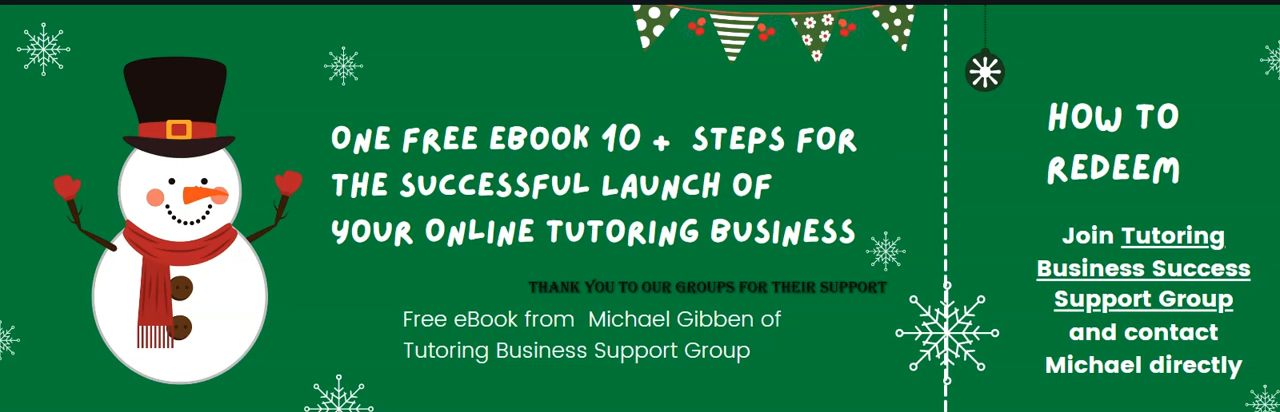 ONE FREE EBOOK 10 + STEPS FOR
THE SUCCESSFUL LAUNCH OF
YOUR ONLINE TUTORING BUSINESS
THANK YOU TO OUR GROUPS FOR THEIR SUPPORT
Free eBook from Michael Gibben of
Tutoring Business Support Group
HOW TO
REDEEM
Join Tutoring
Business Success
Support Group
and contact
Michael directly